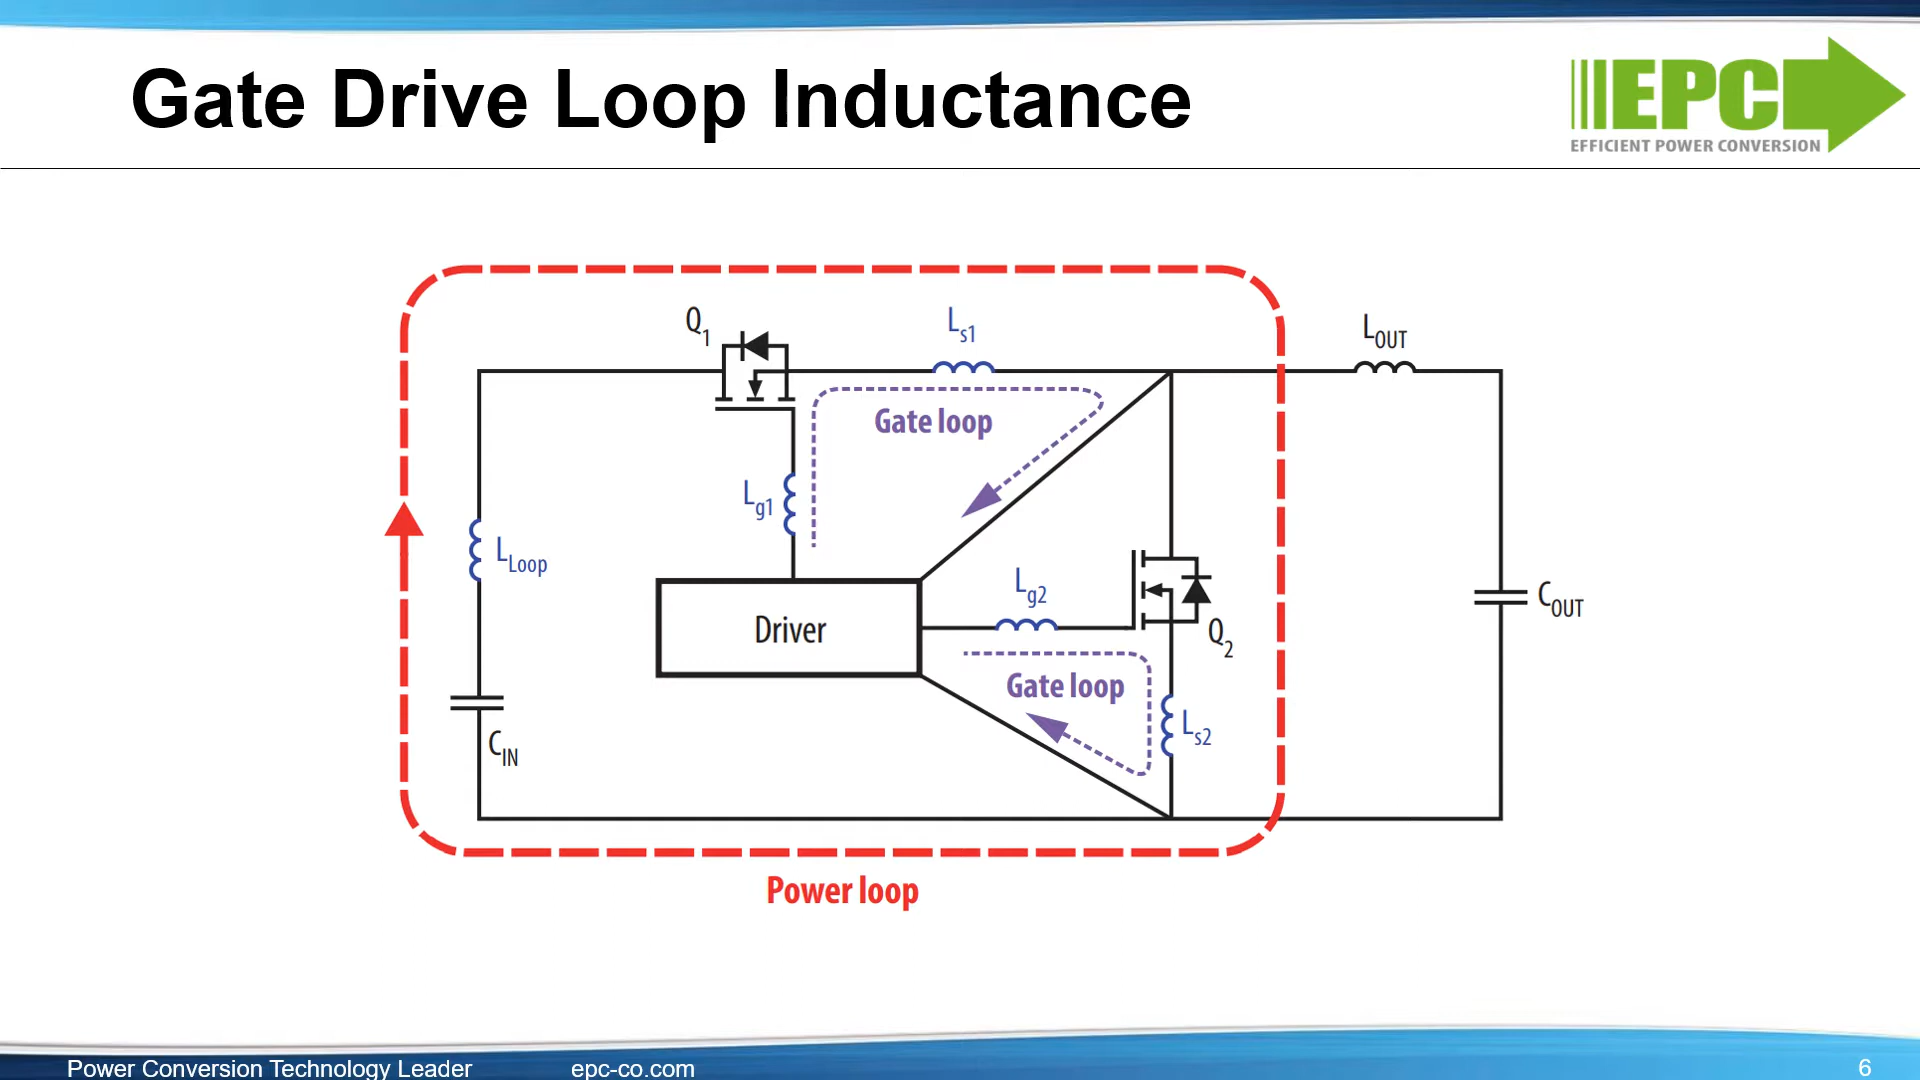 Gate Drive Loop Inductance
EPC
EFFICIENT POWER CONVERSION
Q1
Ls1
LOUT
Gate loop
Lg1
LLoop
Lg2
Driver
COUT
Q2
Gate loop
Ls2
CIN
Power loop
Power Conversion Technology Leader
epc-co.com
6